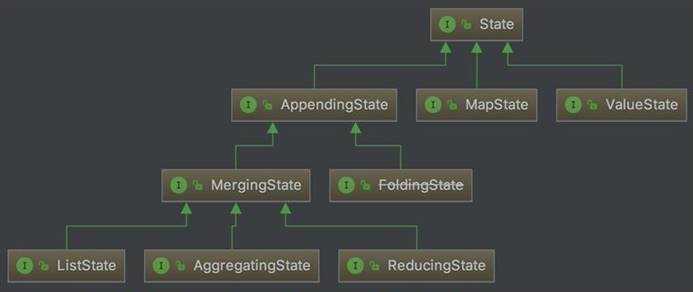 I State
I AppendingState I MapState I ValueState
I MergingState I FoldingState
I ListState I AggregatingState I ReducingState